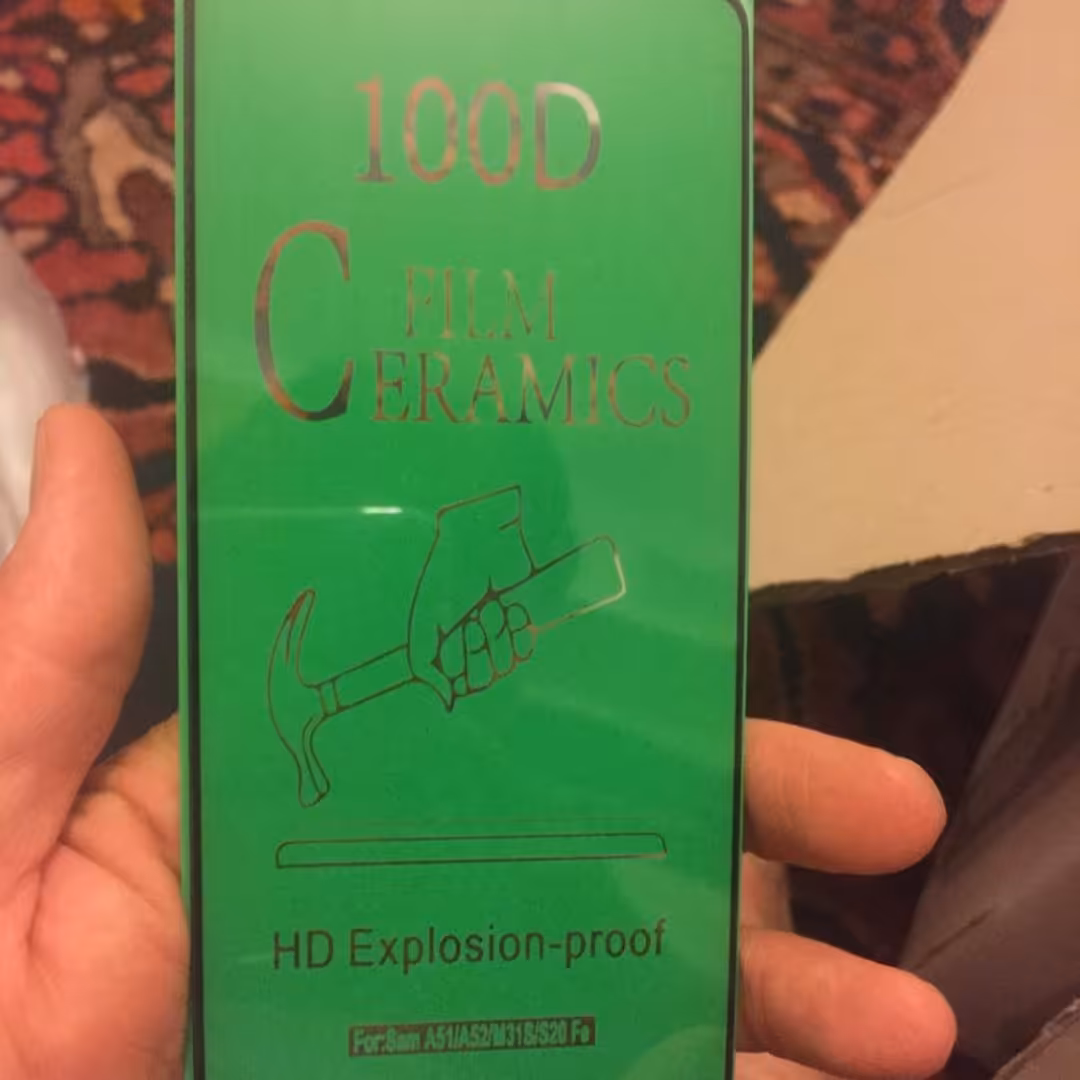 100D
FILM
CERAMICS
HD Explosion-proof
For:Sam A51/A52/M31S/S20 Fe